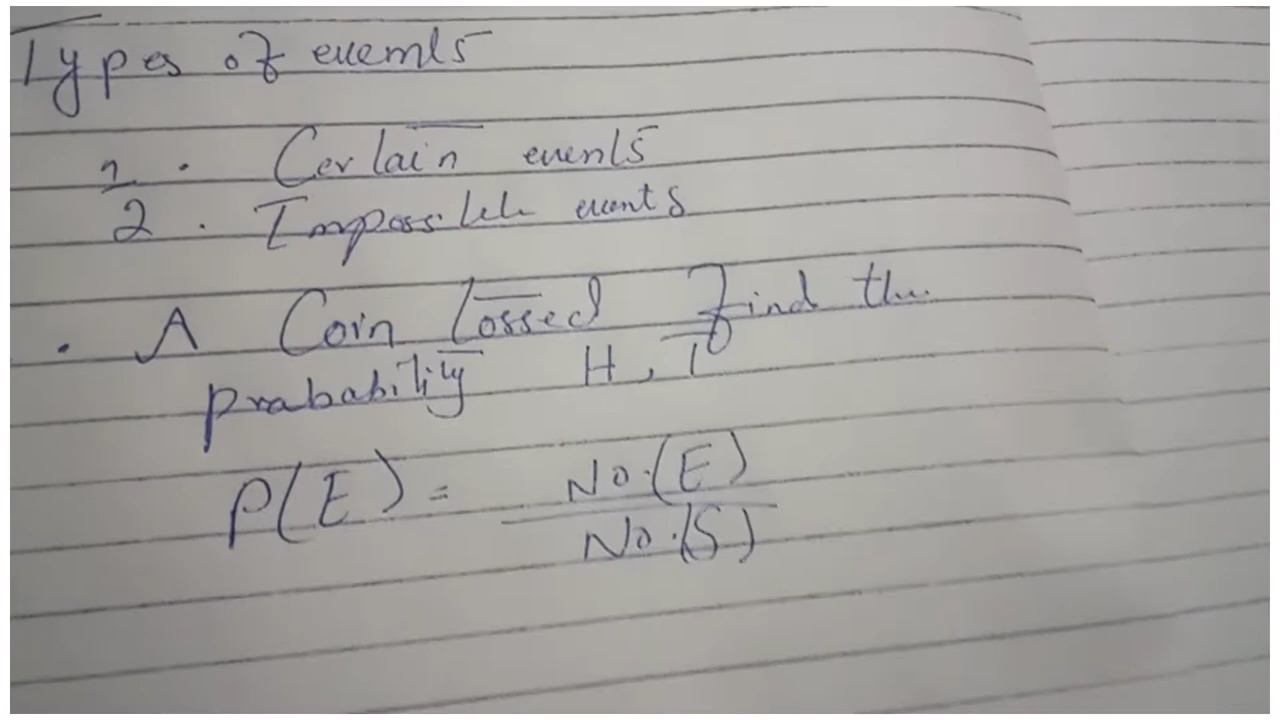 Types of events
1. Certain events
2. Impossible events
. A Coin Tossed Find the
probability H, T
P(E) = No.(E)
No.(S)